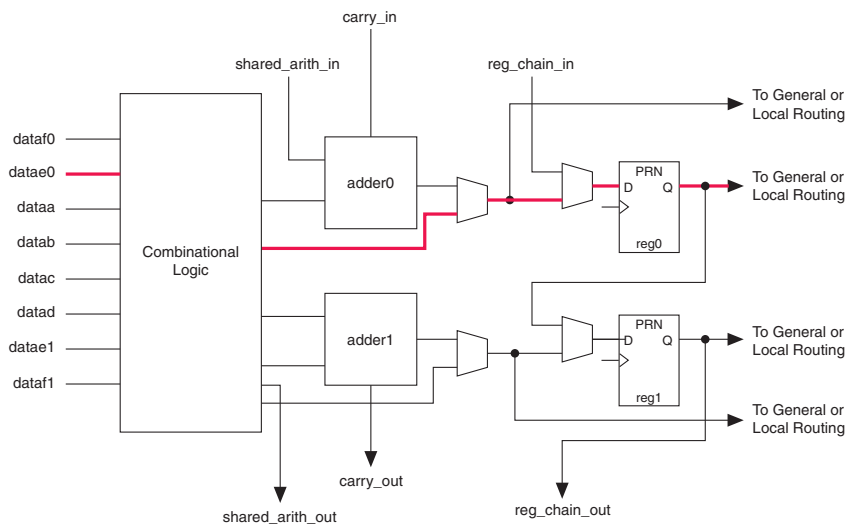 carry_in
shared_arith_in
reg_chain_in
To General or
Local Routing
dataf0
datae0
dataa
datab
datac
datad
datae1
dataf1
Combinational
Logic
adder0
PRN
D
Q
reg0
To General or
Local Routing
adder1
PRN
D
Q
reg1
To General or
Local Routing
To General or
Local Routing
carry_out
shared_arith_out
reg_chain_out